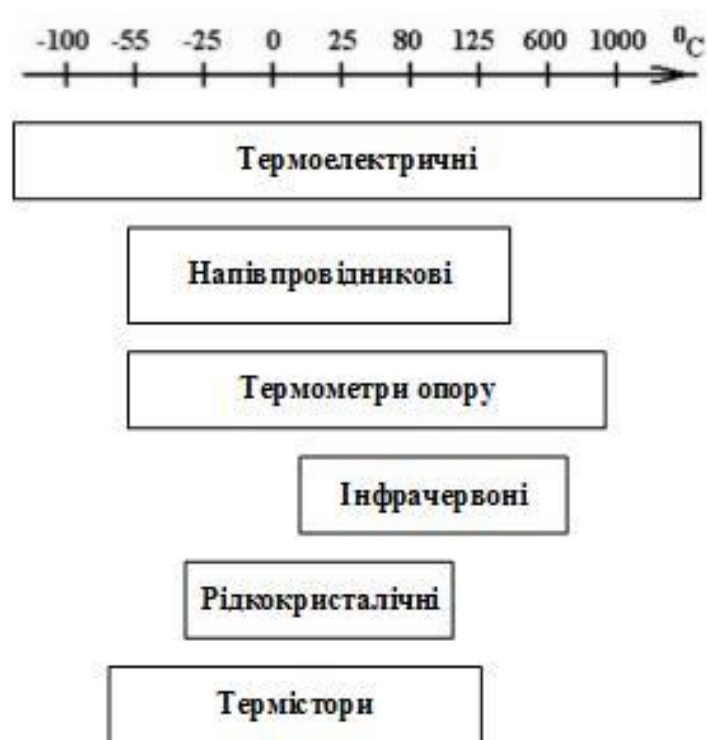 -100 -55 -25 0 25 80 125 600 1000 ⁰C
Термоелектричні
Напівпровідникові
Термометри опору
Інфрачервоні
Рідкокристалічні
Термістори